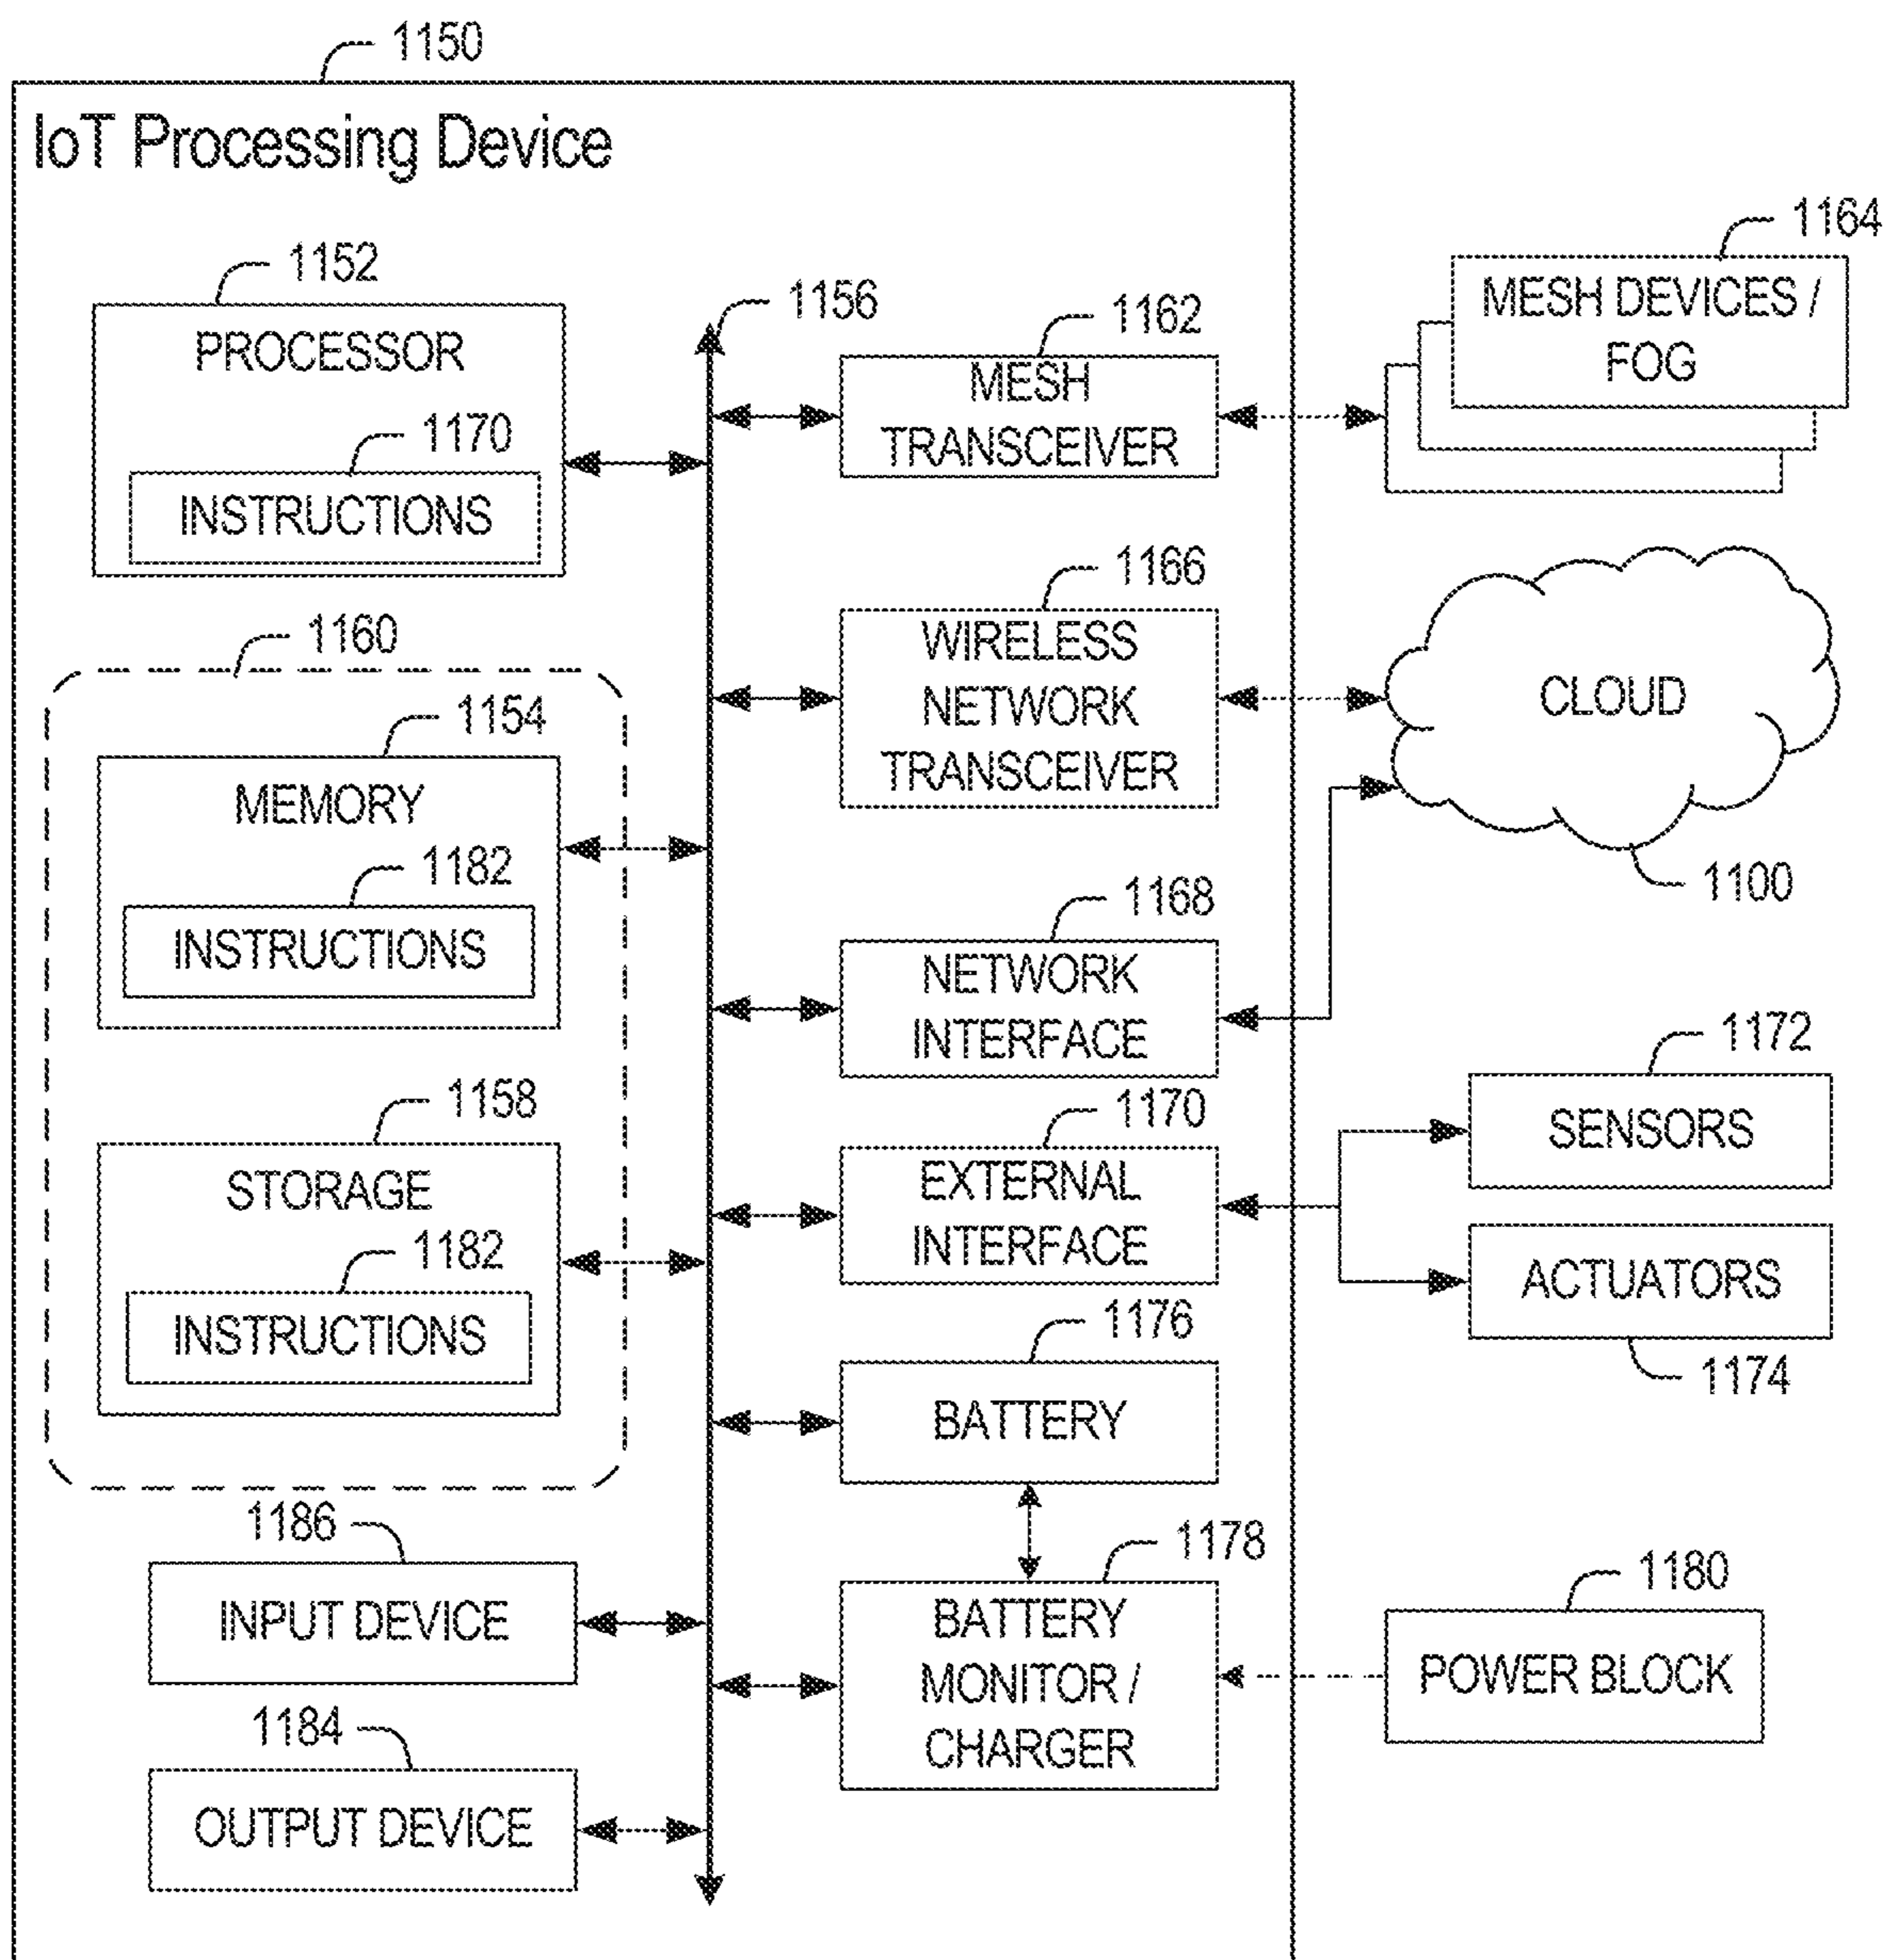 1150
IoT Processing Device
1152
PROCESSOR
1170
INSTRUCTIONS
1160
1154
MEMORY
1182
INSTRUCTIONS
1158
STORAGE
1182
INSTRUCTIONS
1186
INPUT DEVICE
1184
OUTPUT DEVICE
1156
1162
MESH
TRANSCEIVER
1166
WIRELESS
NETWORK
TRANSCEIVER
1168
NETWORK
INTERFACE
1170
EXTERNAL
INTERFACE
1176
BATTERY
1178
BATTERY
MONITOR /
CHARGER
1164
MESH DEVICES /
FOG
CLOUD
1100
1172
SENSORS
ACTUATORS
1174
1180
POWER BLOCK